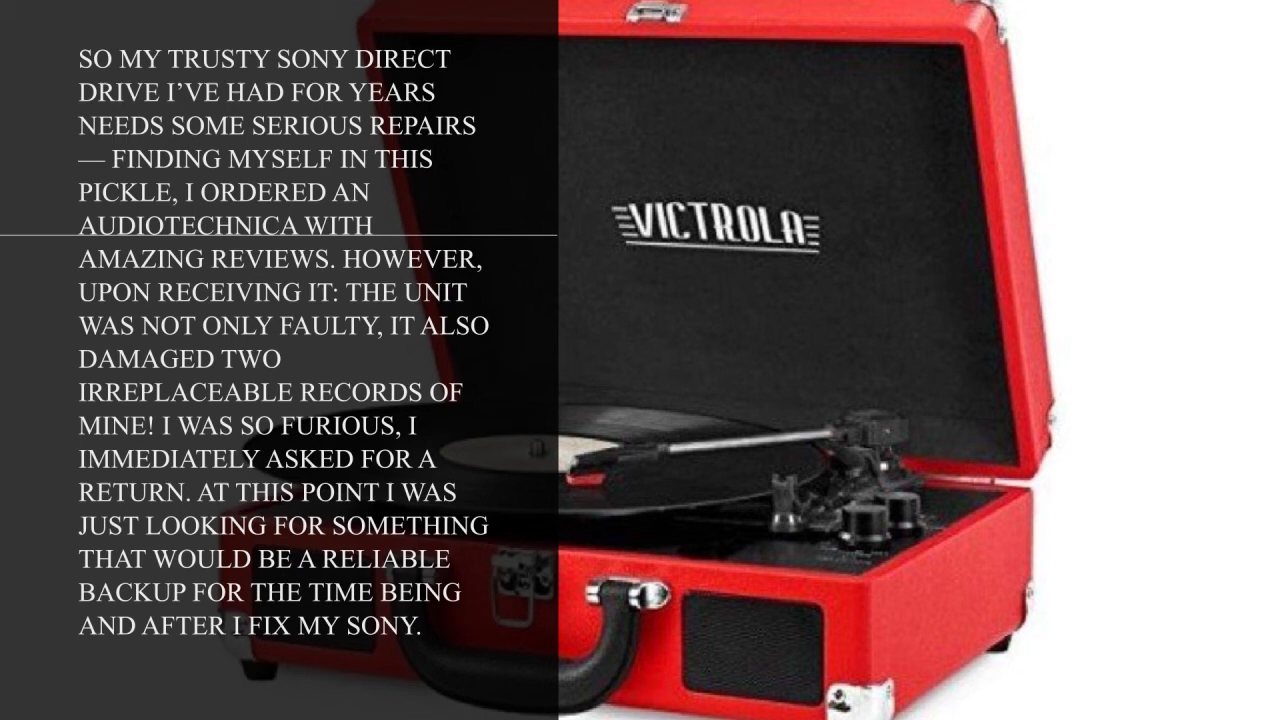 SO MY TRUSTY SONY DIRECT
DRIVE I’VE HAD FOR YEARS
NEEDS SOME SERIOUS REPAIRS
— FINDING MYSELF IN THIS
PICKLE, I ORDERED AN
AUDIOTECHNICA WITH
AMAZING REVIEWS. HOWEVER,
UPON RECEIVING IT: THE UNIT
WAS NOT ONLY FAULTY, IT ALSO
DAMAGED TWO
IRREPLACEABLE RECORDS OF
MINE! I WAS SO FURIOUS, I
IMMEDIATELY ASKED FOR A
RETURN. AT THIS POINT I WAS
JUST LOOKING FOR SOMETHING
THAT WOULD BE A RELIABLE
BACKUP FOR THE TIME BEING
AND AFTER I FIX MY SONY.
VICTROLA